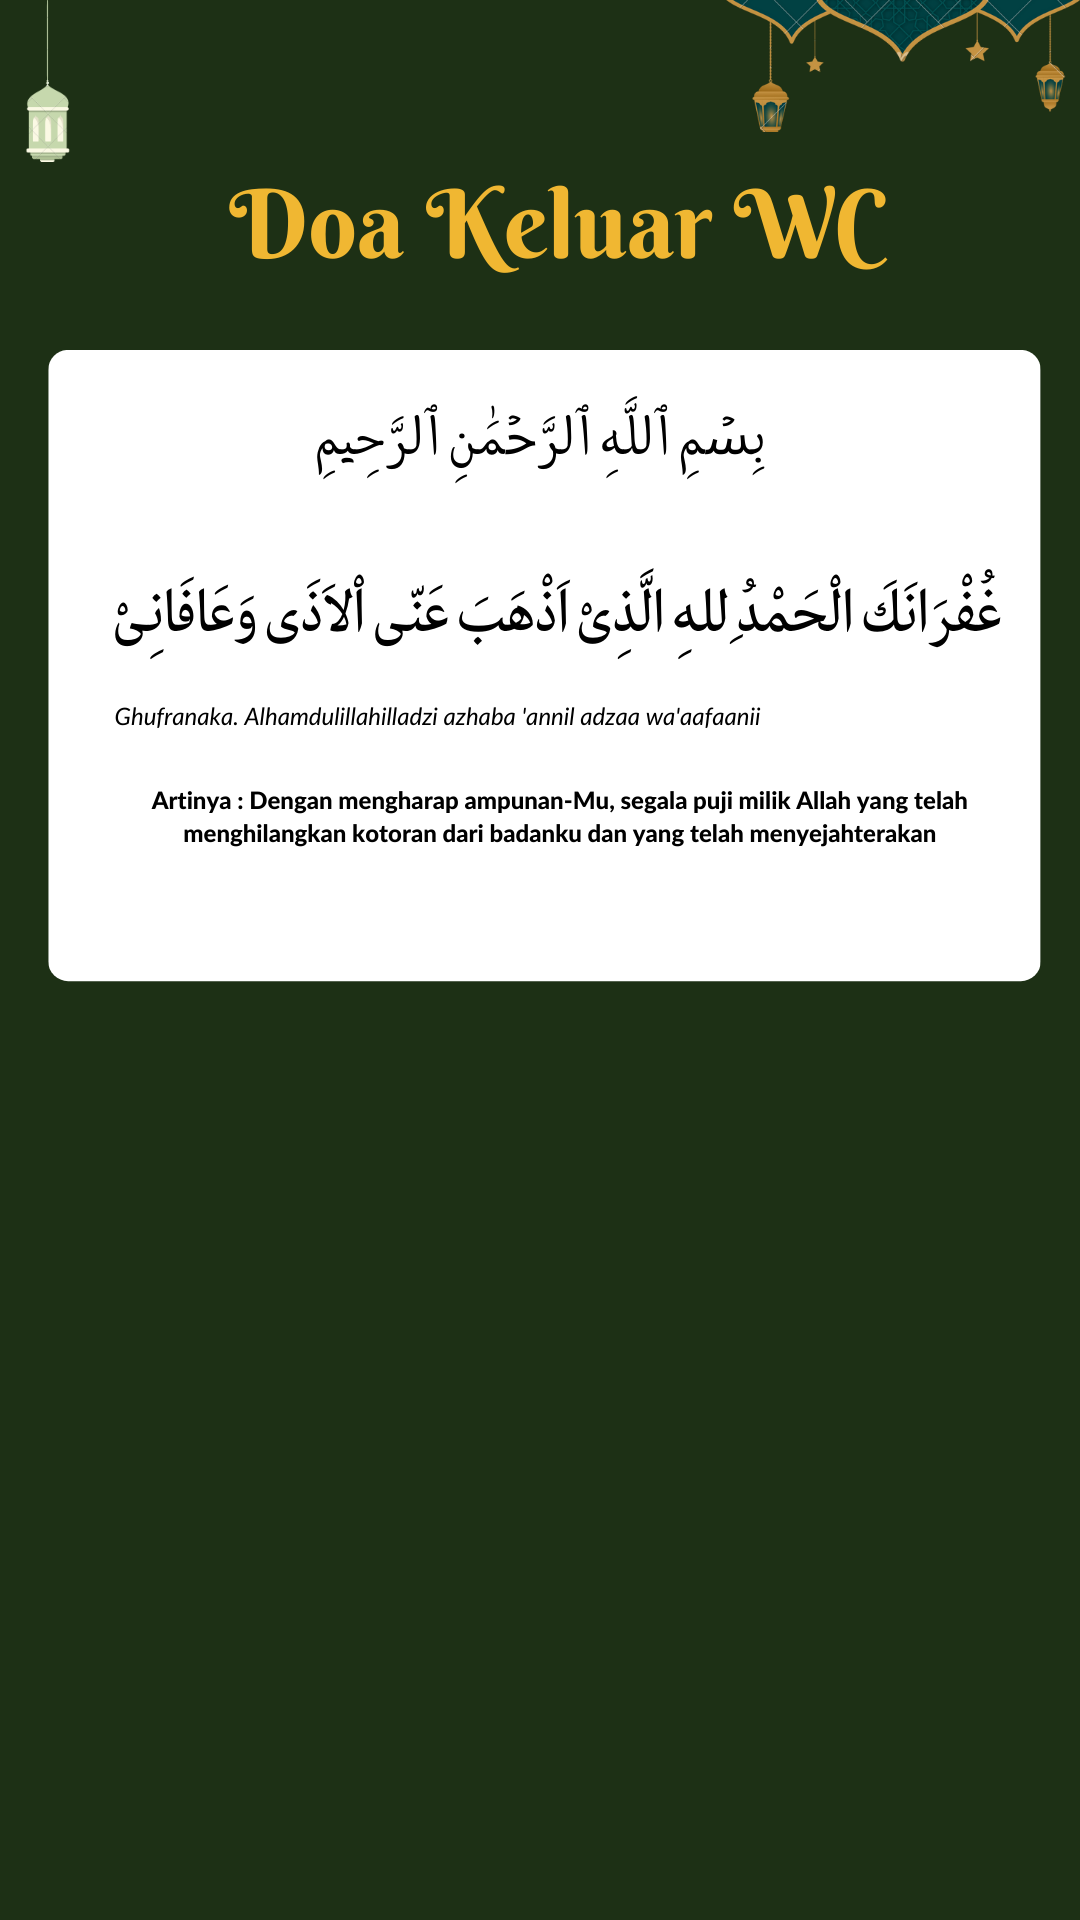 Doa Keluar WC
بِسْمِ ٱللَّهِ ٱلرَّحْمَٰنِ ٱلرَّحِيمِ
غُفْرَانَكَ الْحَمْدُ ِللهِ الَّذِىْ اَذْهَبَ عَنّى اْلاَذَى وَعَافَانِىْ
Ghufranaka. Alhamdulillahilladzi azhaba 'annil adzaa wa'aafaanii
Artinya : Dengan mengharap ampunan-Mu, segala puji milik Allah yang telah
menghilangkan kotoran dari badanku dan yang telah menyejahterakan